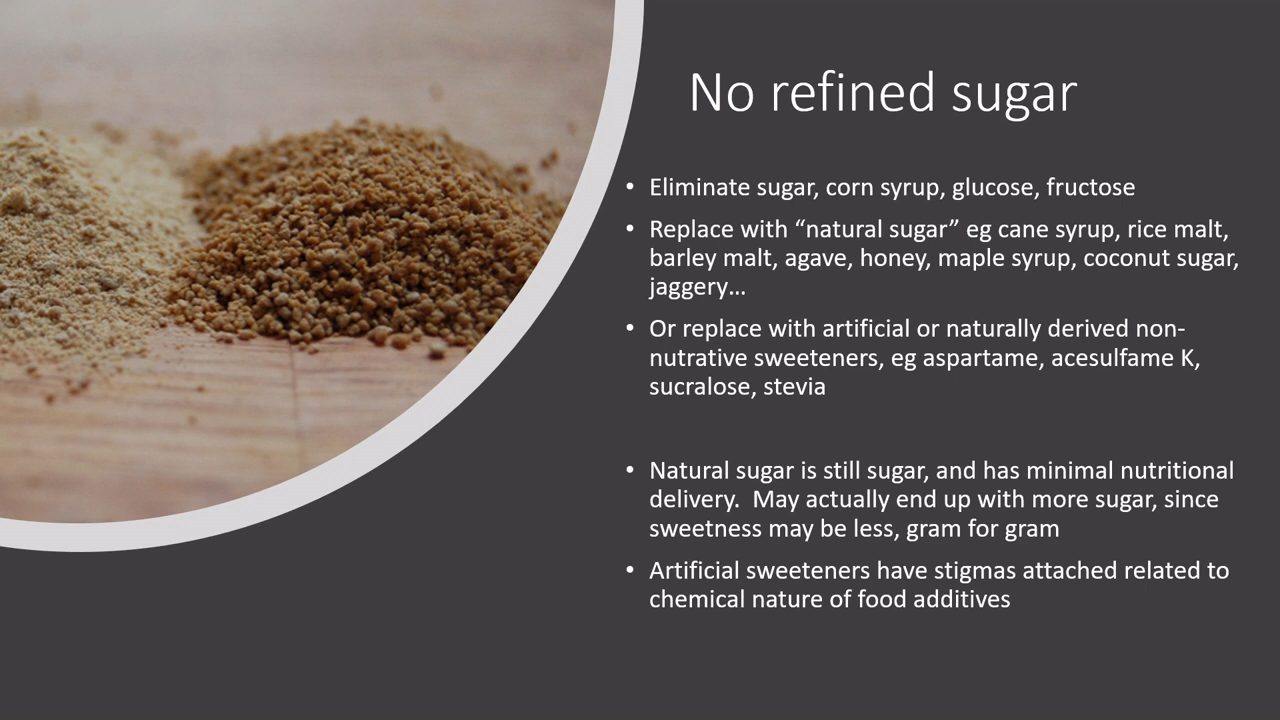 No refined sugar
• Eliminate sugar, corn syrup, glucose, fructose
• Replace with “natural sugar” eg cane syrup, rice malt,
barley malt, agave, honey, maple syrup, coconut sugar,
jaggery…
• Or replace with artificial or naturally derived non-
nutrative sweeteners, eg aspartame, acesulfame K,
sucralose, stevia
• Natural sugar is still sugar, and has minimal nutritional
delivery.  May actually end up with more sugar, since
sweetness may be less, gram for gram
• Artificial sweeteners have stigmas attached related to
chemical nature of food additives